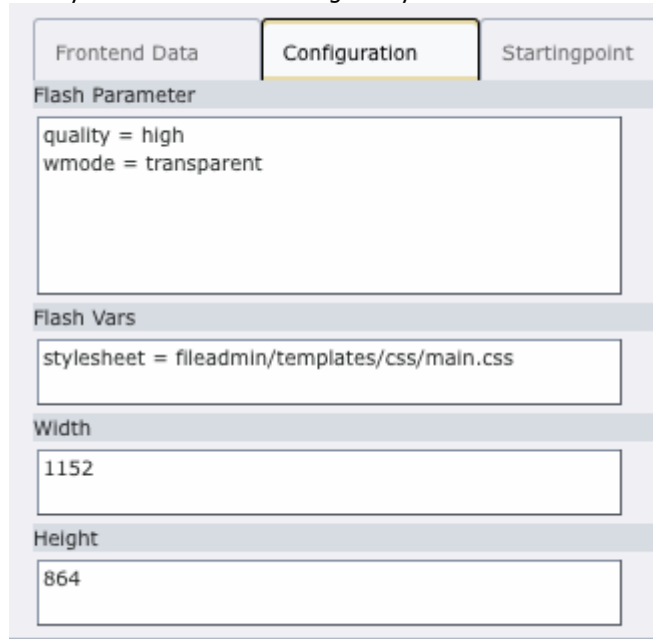 Frontend Data
Configuration
Startingpoint
Flash Parameter
quality = high
wmode = transparent
Flash Vars
stylesheet = fileadmin/templates/css/main.css
Width
1152
Height
864